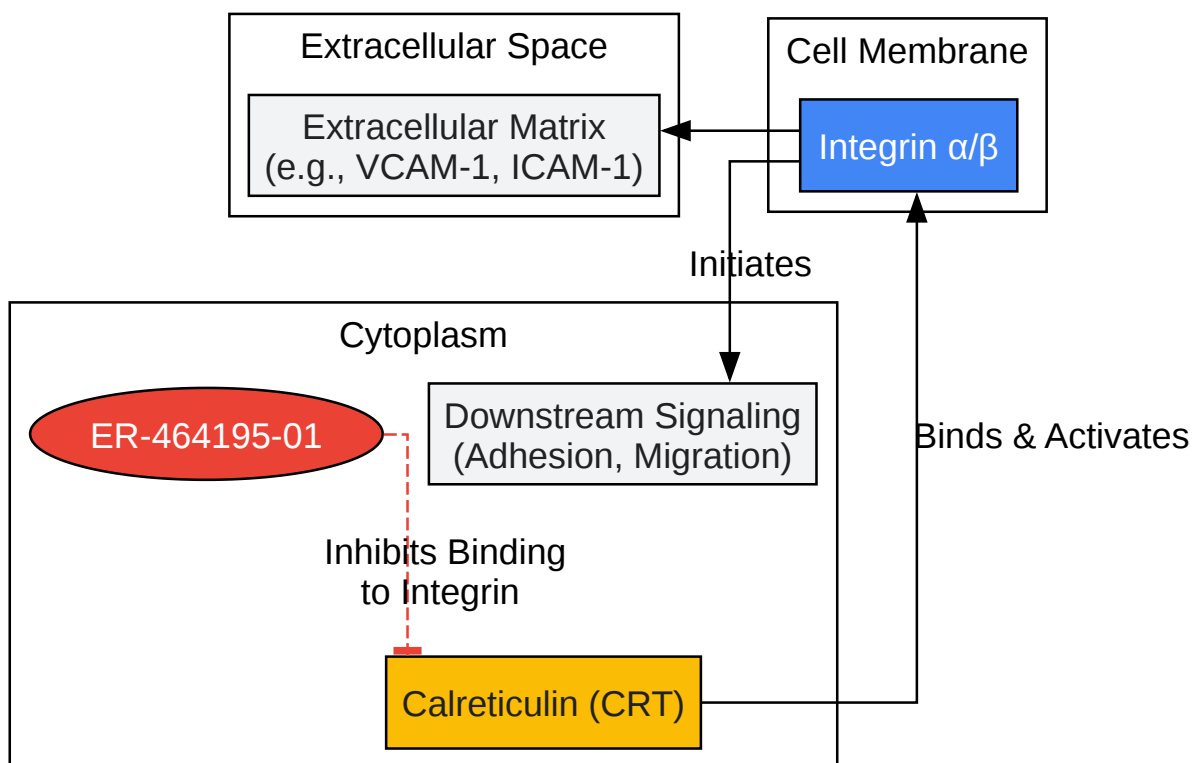 Extracellular Space
Cell Membrane
Extracellular Matrix
(e.g., VCAM-1, ICAM-1)
Integrin α/β
Initiates
Cytoplasm
ER-464195-01
Downstream Signaling
(Adhesion, Migration)
Binds & Activates
Inhibits Binding
to Integrin
Calreticulin (CRT)